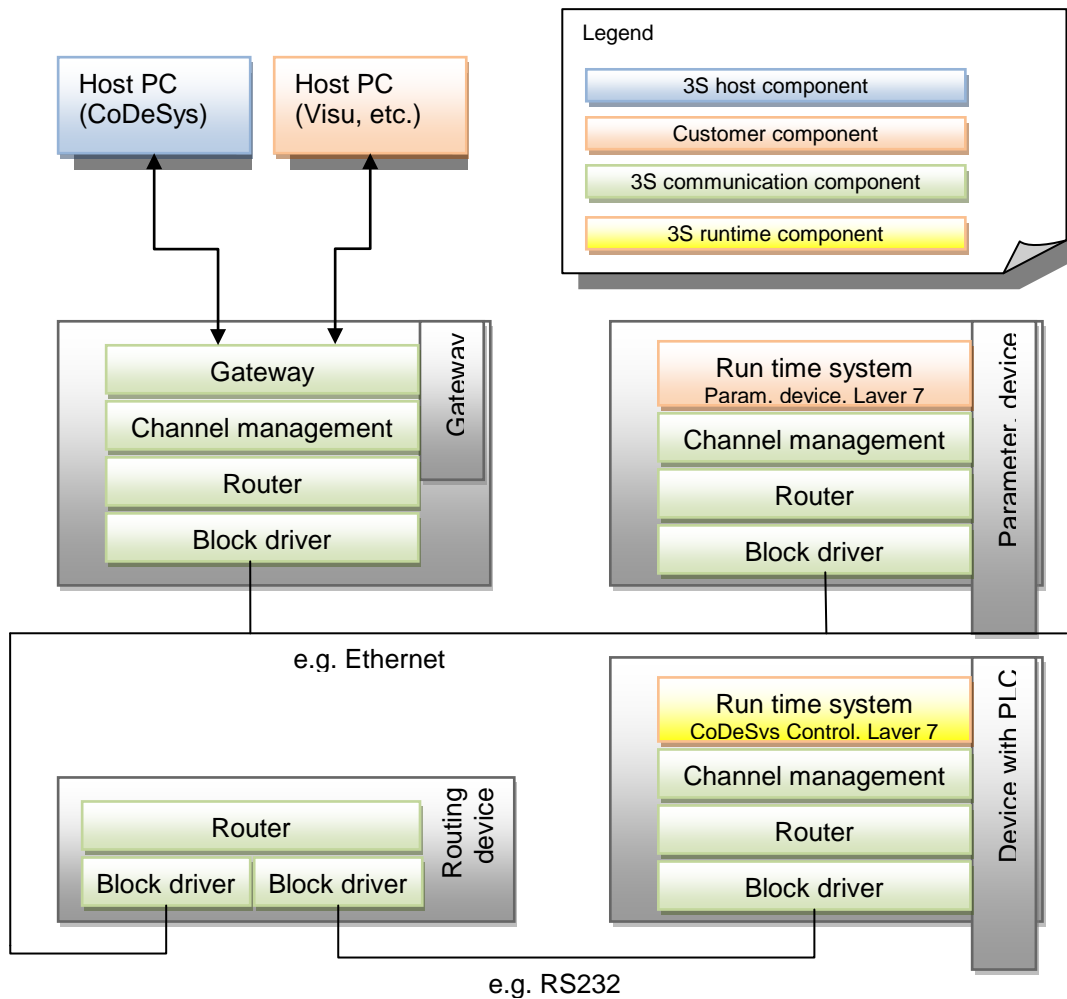 Host PC
(CoDeSys)
Host PC
(Visu, etc.)
Legend
3S host component
Customer component
3S communication component
3S runtime component
Gateway
Gateway
Channel management
Router
Block driver
Run time system
Param. device. Layer 7
Parameter. device
Channel management
Router
Block driver
e.g. Ethernet
Run time system
CoDeSys Control. Layer 7
Device with PLC
Channel management
Router
Block driver
Router
Routing
device
Block driver
Block driver
e.g. RS232